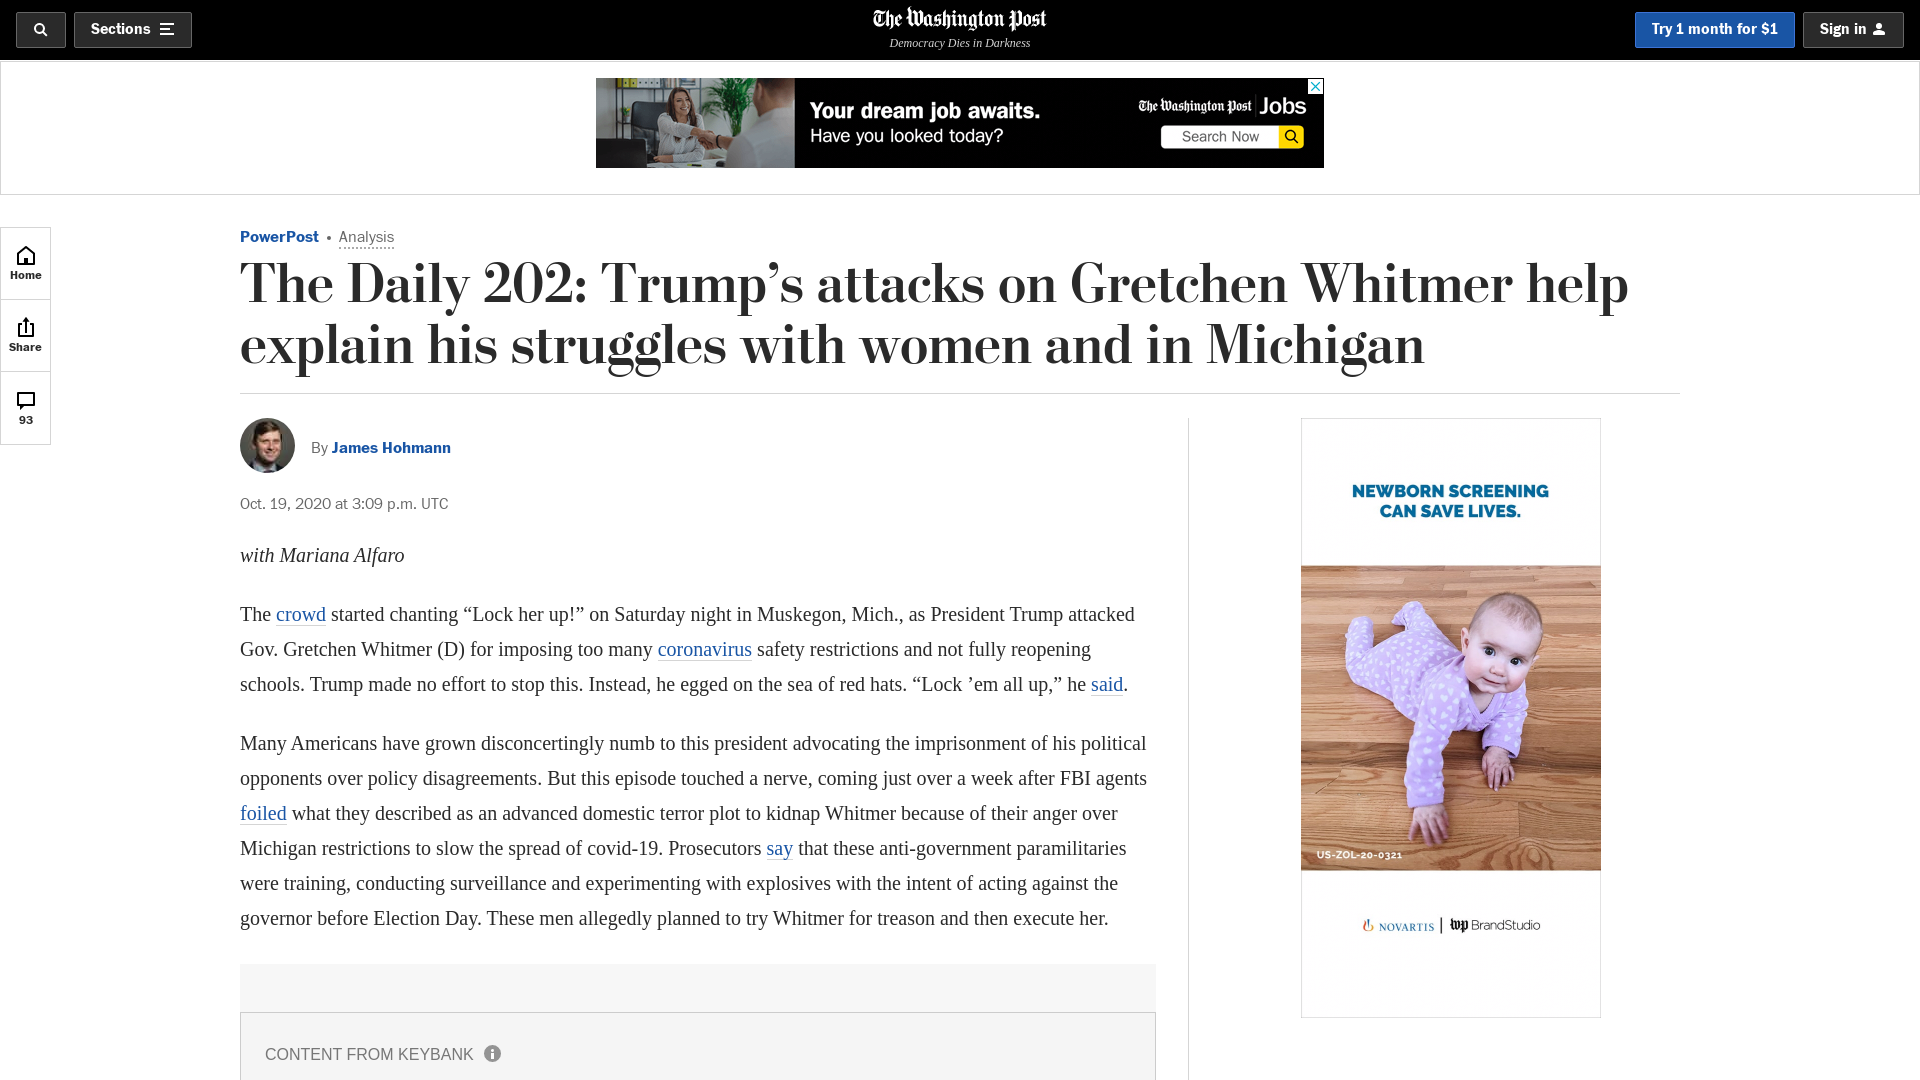 Sections
The Washington Post
Democracy Dies in Darkness
Try 1 month for $1
Sign in
Your dream job awaits.
Have you looked today?
The Washington Post Jobs
Search Now
Home
Share
93
PowerPost • Analysis
The Daily 202: Trump’s attacks on Gretchen Whitmer help
explain his struggles with women and in Michigan
By James Hohmann
Oct. 19, 2020 at 3:09 p.m. UTC
with Mariana Alfaro
The crowd started chanting “Lock her up!” on Saturday night in Muskegon, Mich., as President Trump attacked
Gov. Gretchen Whitmer (D) for imposing too many coronavirus safety restrictions and not fully reopening
schools. Trump made no effort to stop this. Instead, he egged on the sea of red hats. “Lock ’em all up,” he said.
Many Americans have grown disconcertingly numb to this president advocating the imprisonment of his political
opponents over policy disagreements. But this episode touched a nerve, coming just over a week after FBI agents
foiled what they described as an advanced domestic terror plot to kidnap Whitmer because of their anger over
Michigan restrictions to slow the spread of covid-19. Prosecutors say that these anti-government paramilitaries
were training, conducting surveillance and experimenting with explosives with the intent of acting against the
governor before Election Day. These men allegedly planned to try Whitmer for treason and then execute her.
CONTENT FROM KEYBANK
NEWBORN SCREENING
CAN SAVE LIVES.
US-ZOL-20-0321
NOVARTIS | wp BrandStudio